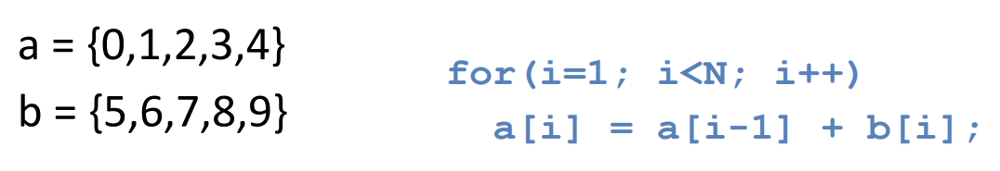 a = {0,1,2,3,4}
b = {5,6,7,8,9}
for(i=1; i<N; i++)
a[i] = a[i-1] + b[i];